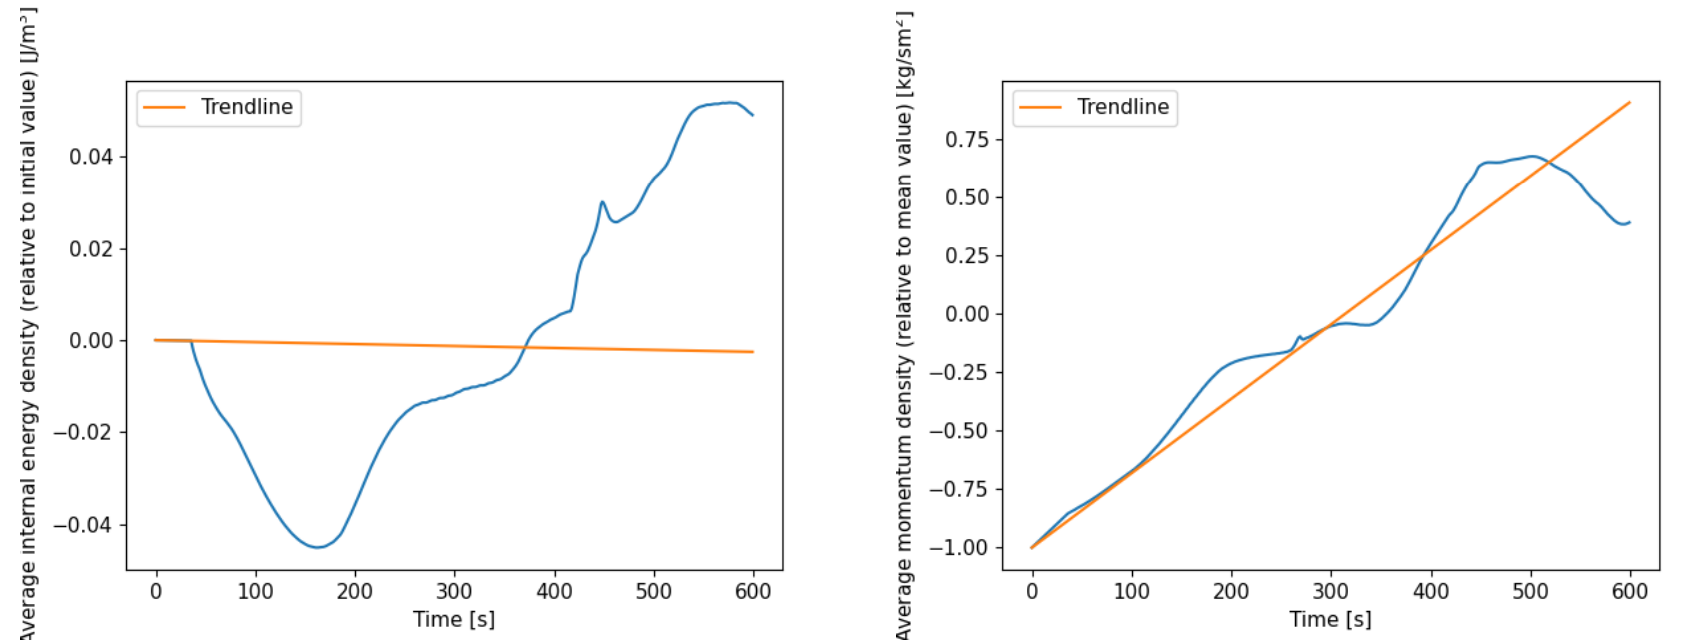 Average internal energy density (relative to initial value) [J/m³]
Trendline
0.04
0.02
0.00
−0.02
−0.04
0 100 200 300 400 500 600
Time [s]
Average momentum density (relative to mean value) [kg/sm²]
Trendline
0.75
0.50
0.25
0.00
−0.25
−0.50
−0.75
−1.00
0 100 200 300 400 500 600
Time [s]